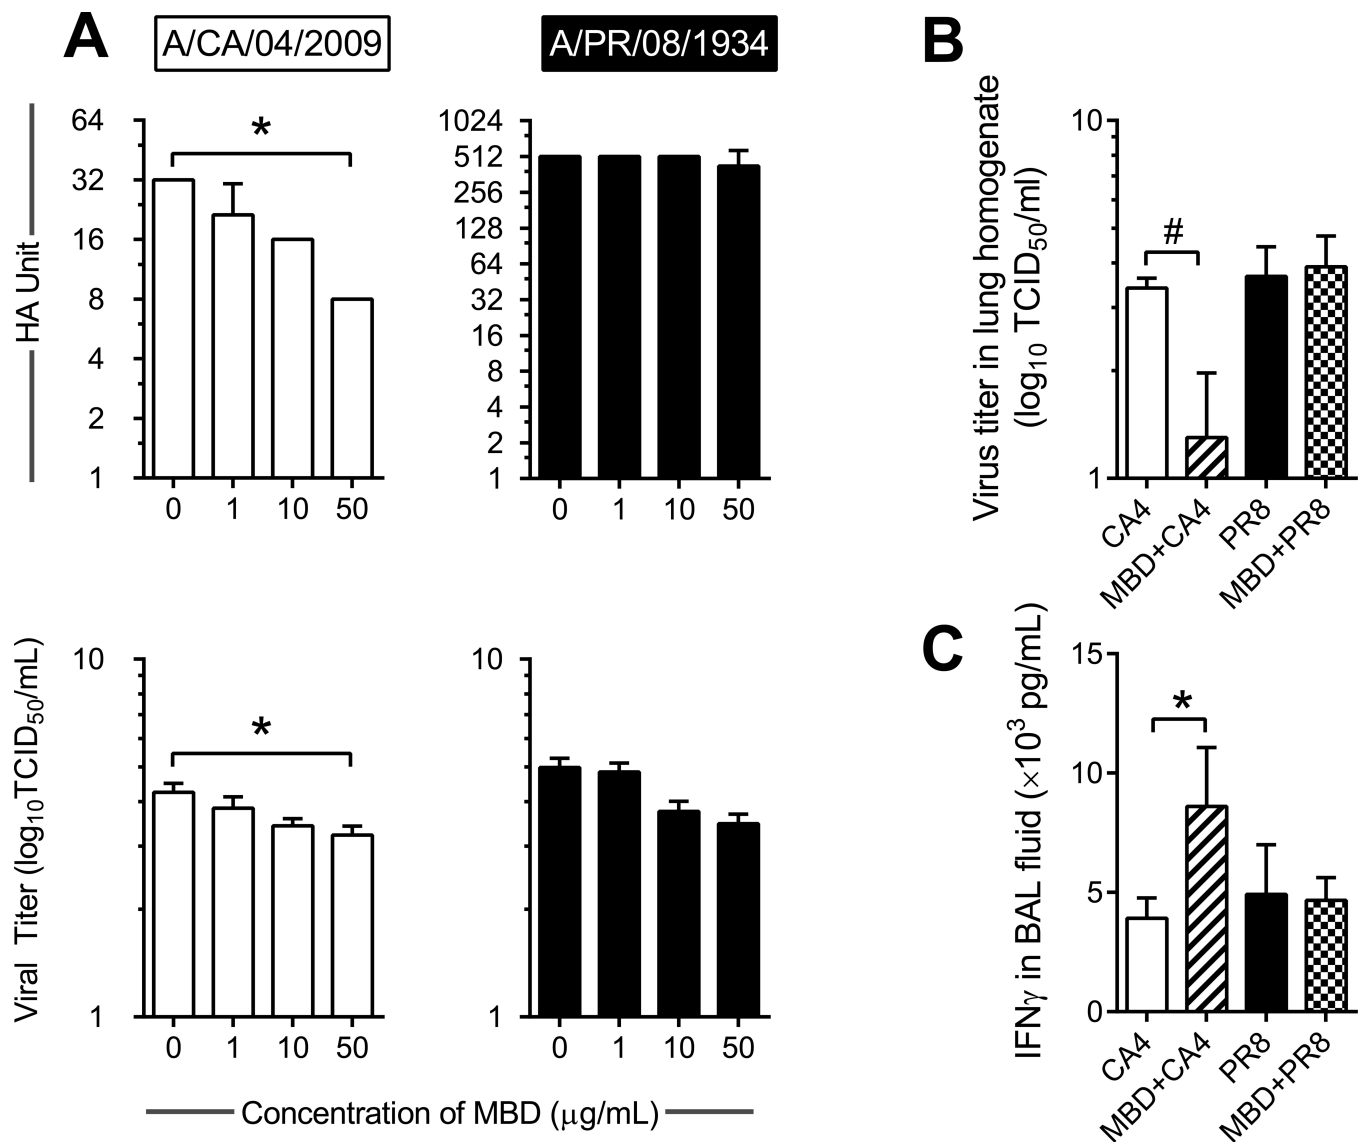 A
A/CA/04/2009
A/PR/08/1934
HA Unit
64
32
16
8
4
2
1
*
0 1 10 50
1024
512
256
128
64
32
16
8
4
2
1
0 1 10 50
Viral Titer (log10TCID50/mL)
10
1
*
0 1 10 50
10
1
0 1 10 50
Concentration of MBD (μg/mL)
B
Virus titer in lung homogenate
(log10 TCID50/ml)
10
1
#
CA4
MBD+CA4
PR8
MBD+PR8
C
IFNγ in BAL fluid (×10³ pg/mL)
15
10
5
0
*
CA4
MBD+CA4
PR8
MBD+PR8